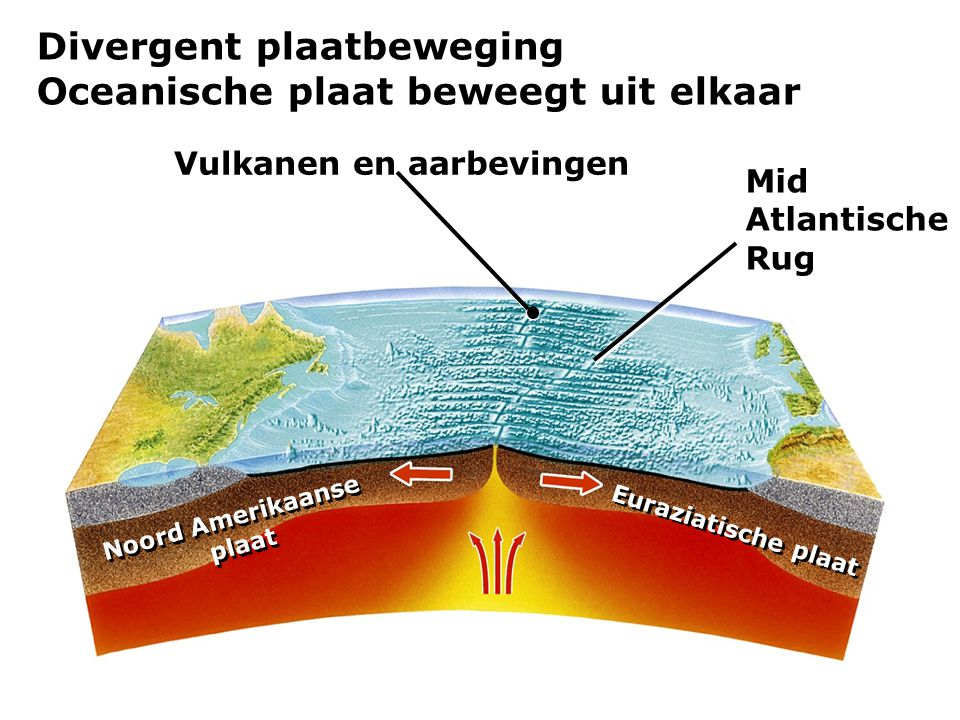 Divergent plaatbeweging
Oceanische plaat beweegt uit elkaar
Vulkanen en aarbevingen
Mid
Atlantische
Rug
Noord Amerikaanse
plaat
Euraziatische plaat